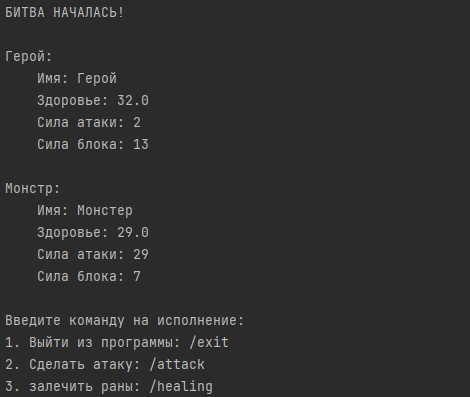 БИТВА НАЧАЛАСЬ!
Герой:
Имя: Герой
Здоровье: 32.0
Сила атаки: 2
Сила блока: 13
Монстр:
Имя: Монстер
Здоровье: 29.0
Сила атаки: 29
Сила блока: 7
Введите команду на исполнение:
1. Выйти из программы: /exit
2. Сделать атаку: /attack
3. залечить раны: /healing